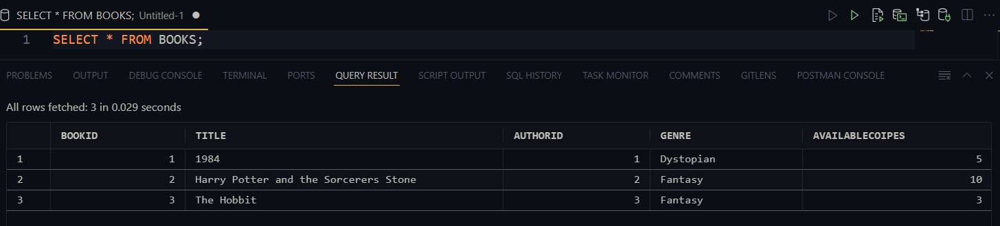 SELECT * FROM BOOKS; Untitled-1
1 SELECT * FROM BOOKS;
PROBLEMS OUTPUT DEBUG CONSOLE TERMINAL PORTS QUERY RESULT SCRIPT OUTPUT SQL HISTORY TASK MONITOR COMMENTS GITLENS POSTMAN CONSOLE
All rows fetched: 3 in 0.029 seconds
BOOKID TITLE AUTHORID GENRE AVAILABLECOIPES
1 1 1984 1 Dystopian 5
2 2 Harry Potter and the Sorcerers Stone 2 Fantasy 10
3 3 The Hobbit 3 Fantasy 3